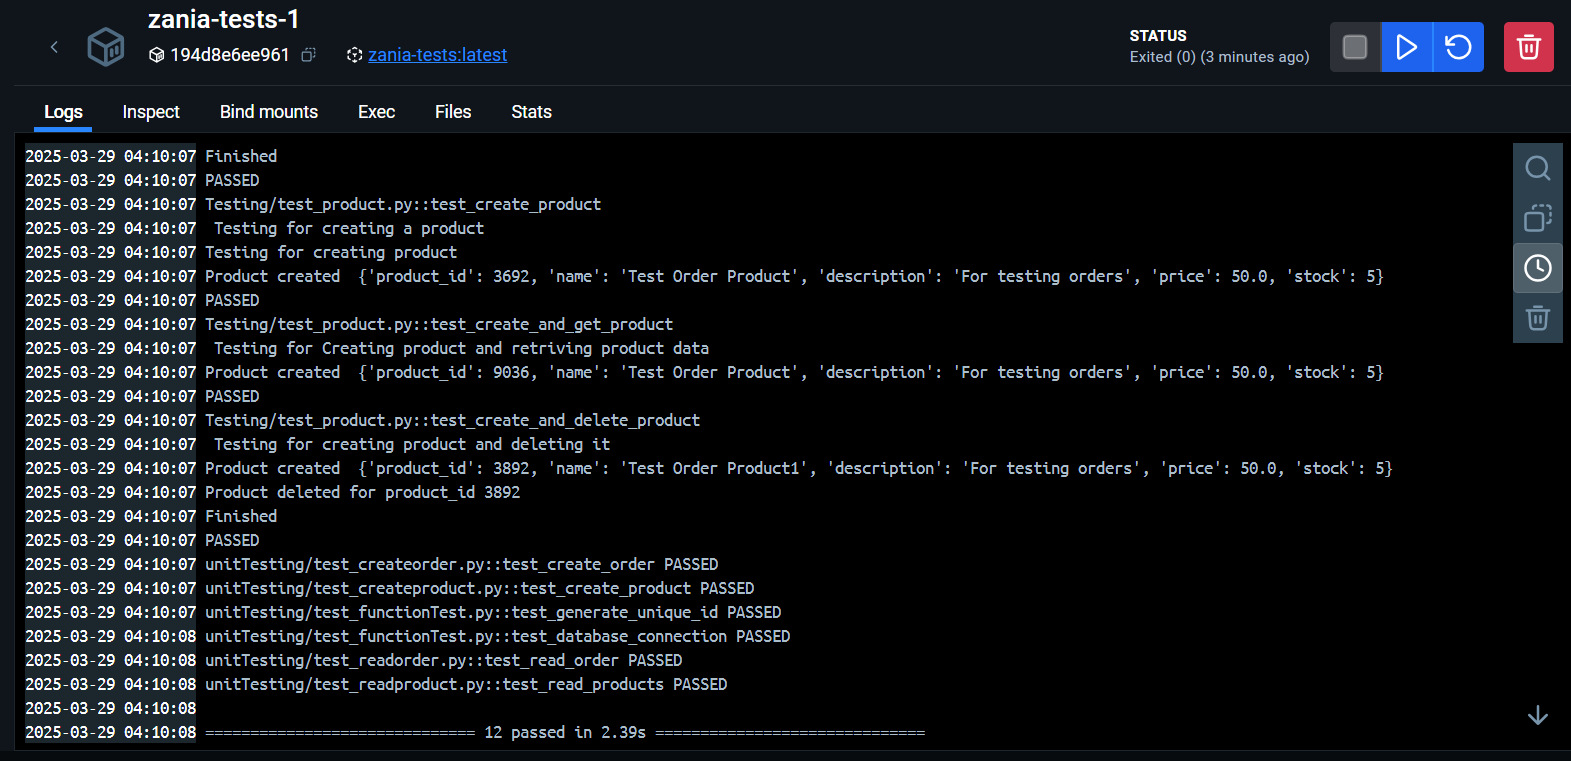 zania-tests-1
194d8e6ee961
zania-tests:latest
STATUS
Exited (0) (3 minutes ago)
Logs Inspect Bind mounts Exec Files Stats
2025-03-29 04:10:07 Finished
2025-03-29 04:10:07 PASSED
2025-03-29 04:10:07 Testing/test_product.py::test_create_product
2025-03-29 04:10:07  Testing for creating a product
2025-03-29 04:10:07 Testing for creating product
2025-03-29 04:10:07 Product created  {'product_id': 3692, 'name': 'Test Order Product', 'description': 'For testing orders', 'price': 50.0, 'stock': 5}
2025-03-29 04:10:07 PASSED
2025-03-29 04:10:07 Testing/test_product.py::test_create_and_get_product
2025-03-29 04:10:07  Testing for Creating product and retriving product data
2025-03-29 04:10:07 Product created  {'product_id': 9036, 'name': 'Test Order Product', 'description': 'For testing orders', 'price': 50.0, 'stock': 5}
2025-03-29 04:10:07 PASSED
2025-03-29 04:10:07 Testing/test_product.py::test_create_and_delete_product
2025-03-29 04:10:07  Testing for creating product and deleting it
2025-03-29 04:10:07 Product created  {'product_id': 3892, 'name': 'Test Order Product1', 'description': 'For testing orders', 'price': 50.0, 'stock': 5}
2025-03-29 04:10:07 Product deleted for product_id 3892
2025-03-29 04:10:07 Finished
2025-03-29 04:10:07 PASSED
2025-03-29 04:10:07 unitTesting/test_createorder.py::test_create_order PASSED
2025-03-29 04:10:07 unitTesting/test_createproduct.py::test_create_product PASSED
2025-03-29 04:10:07 unitTesting/test_functionTest.py::test_generate_unique_id PASSED
2025-03-29 04:10:08 unitTesting/test_functionTest.py::test_database_connection PASSED
2025-03-29 04:10:08 unitTesting/test_readorder.py::test_read_order PASSED
2025-03-29 04:10:08 unitTesting/test_readproduct.py::test_read_products PASSED
2025-03-29 04:10:08
2025-03-29 04:10:08 ============================== 12 passed in 2.39s ==============================